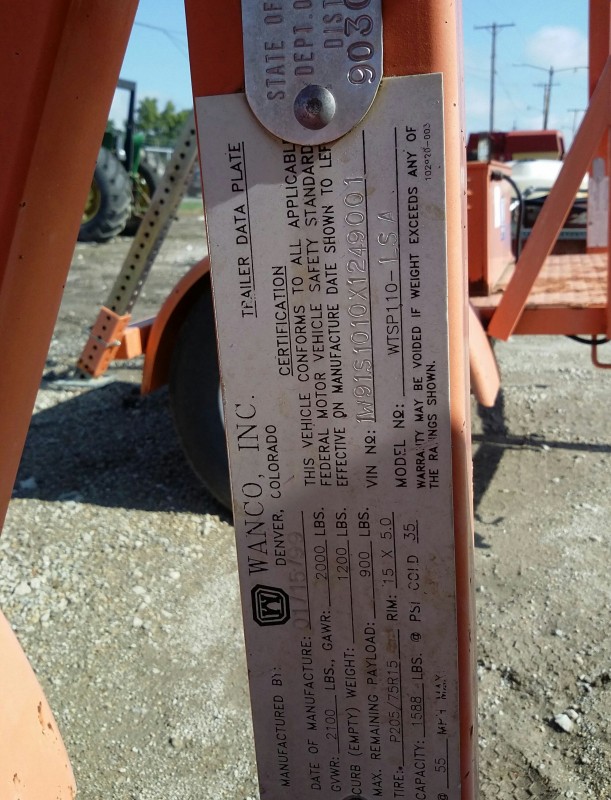 STATE OF
DEPT. O
DIST
903
TRAILER DATA PLATE
MANUFACTURED BY:
WANCO, INC.
DENVER, COLORADO
CERTIFICATION
DATE OF MANUFACTURE: 01/15/99
GVWR: 2100 LBS., GAWR: 2000 LBS.
CURB (EMPTY) WEIGHT: 1200 LBS.
MAX. REMAINING PAYLOAD: 900 LBS.
TIRE: P205/75R15 RIM: 15 X 5.0
CAPACITY: 1588 LBS. @ PSI COLD 35
@ 55 MPH MAX
THIS VEHICLE CONFORMS TO ALL APPLICABL
FEDERAL MOTOR VEHICLE SAFETY STANDARD
EFFECTIVE ON MANUFACTURE DATE SHOWN TO LEF
VIN Nº: 1W91S1010X1249001
MODEL Nº: WTSP110-LSA
WARRANTY MAY BE VOIDED IF WEIGHT EXCEEDS ANY OF
THE RATINGS SHOWN.
102920-003